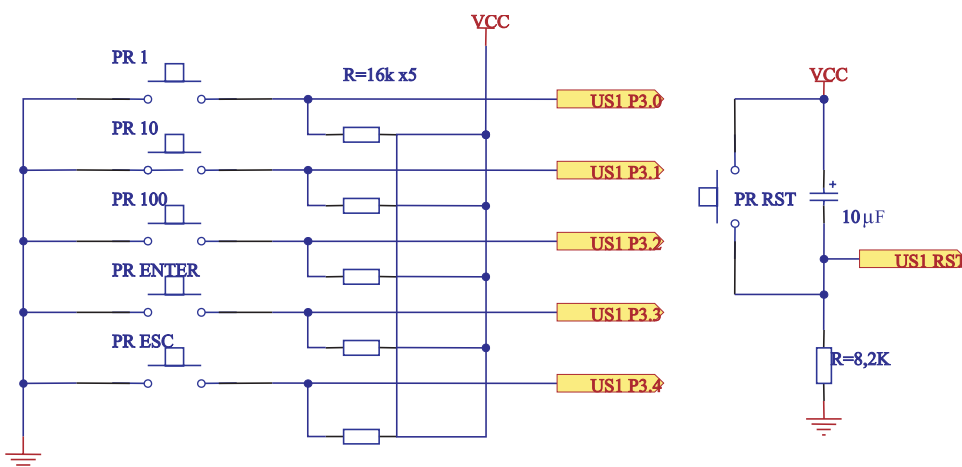 VCC
PR 1
R=16k x5
US1 P3.0
PR 10
US1 P3.1
PR 100
US1 P3.2
PR ENTER
US1 P3.3
PR ESC
US1 P3.4
VCC
PR RST
+
10µF
US1 RST
R=8,2K